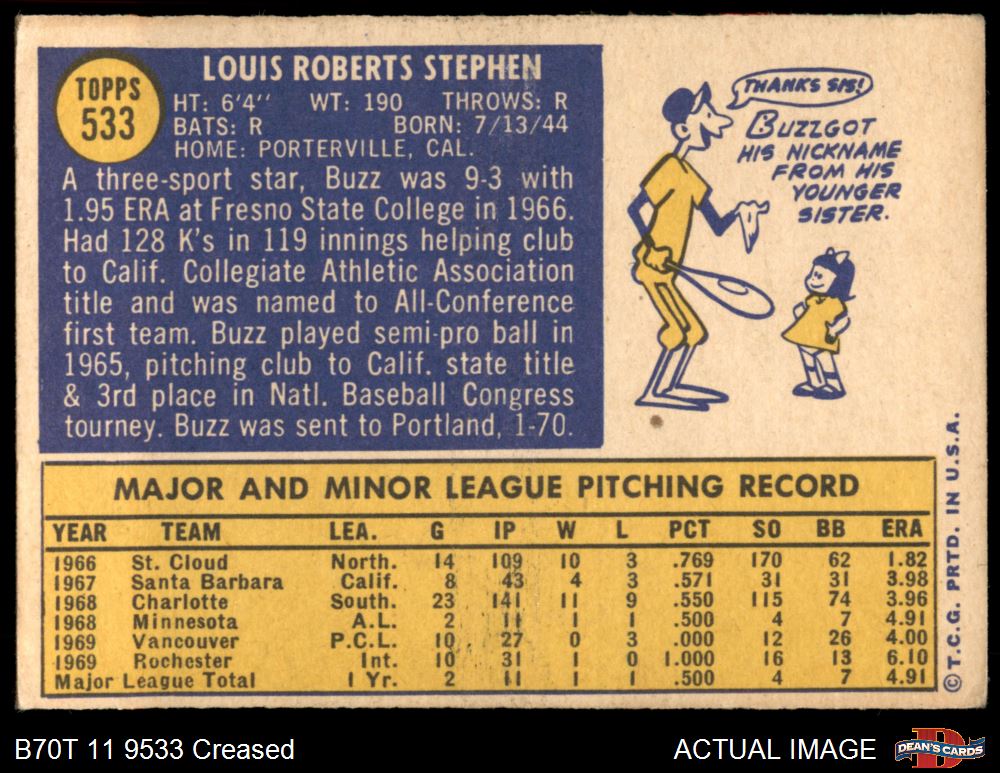 TOPPS
533
LOUIS ROBERTS STEPHEN
HT: 6'4'' WT: 190 THROWS: R
BATS: R BORN: 7/13/44
HOME: PORTERVILLE, CAL.
A three-sport star, Buzz was 9-3 with
1.95 ERA at Fresno State College in 1966.
Had 128 K's in 119 innings helping club
to Calif. Collegiate Athletic Association
title and was named to All-Conference
first team. Buzz played semi-pro ball in
1965, pitching club to Calif. state title
& 3rd place in Natl. Baseball Congress
tourney. Buzz was sent to Portland, 1-70.
THANKS SIS!
BUZZ GOT
HIS NICKNAME
FROM HIS
YOUNGER
SISTER.
MAJOR AND MINOR LEAGUE PITCHING RECORD
YEAR TEAM LEA. G IP W L PCT SO BB ERA
1966 St. Cloud North. 14 109 10 3 .769 170 62 1.82
1967 Santa Barbara Calif. 8 43 4 3 .571 31 31 3.98
1968 Charlotte South. 23 141 11 9 .550 115 74 3.96
1968 Minnesota A.L. 2 11 1 1 .500 4 7 4.91
1969 Vancouver P.C.L. 10 27 0 3 .000 12 26 4.00
1969 Rochester Int. 10 31 1 0 1.000 16 13 6.10
Major League Total 1 Yr. 2 11 1 1 .500 4 7 4.91
© T.C.G. PRTD. IN U.S.A.
B70T 11 9533 Creased
ACTUAL IMAGE
D
DEAN'S CARDS